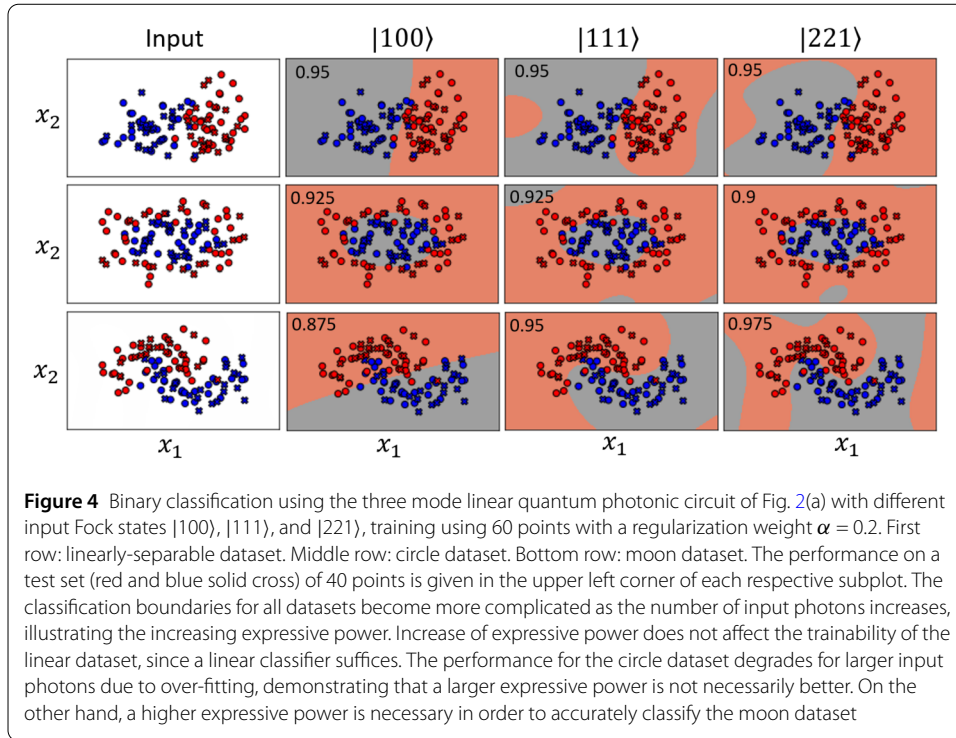 Input |100⟩ |111⟩ |221⟩
x₂ 0.95 0.95 0.95
x₂ 0.925 0.925 0.9
x₂ 0.875 0.95 0.975
x₁ x₁ x₁ x₁
Figure 4 Binary classification using the three mode linear quantum photonic circuit of Fig. 2(a) with different
input Fock states |100⟩, |111⟩, and |221⟩, training using 60 points with a regularization weight α = 0.2. First
row: linearly-separable dataset. Middle row: circle dataset. Bottom row: moon dataset. The performance on a
test set (red and blue solid cross) of 40 points is given in the upper left corner of each respective subplot. The
classification boundaries for all datasets become more complicated as the number of input photons increases,
illustrating the increasing expressive power. Increase of expressive power does not affect the trainability of the
linear dataset, since a linear classifier suffices. The performance for the circle dataset degrades for larger input
photons due to over-fitting, demonstrating that a larger expressive power is not necessarily better. On the
other hand, a higher expressive power is necessary in order to accurately classify the moon dataset